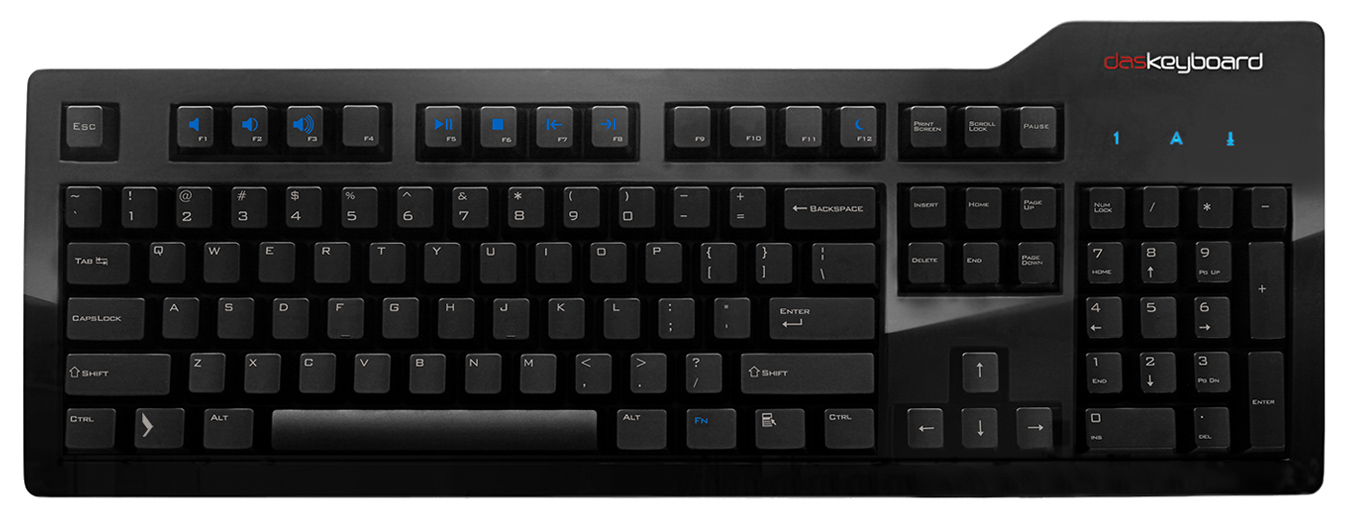 daskeyboard
Esc F1 F2 F3 F4 F5 F6 F7 F8 F9 F10 F11 F12 Print Screen Scroll Lock Pause
1 A
~ ` ! 1 @ 2 # 3 $ 4 % 5 ^ 6 & 7 * 8 ( 9 ) 0 _ - + = ← Backspace Insert Home Page Up Num Lock / * -
Tab Q W E R T Y U I O P { [ } ] ¦ \ Delete End Page Down 7 Home 8 ↑ 9 Pg Up +
CapsLock A S D F _ G H J _ K L : ; " ' Enter 4 ← 5 6 →
⇧ Shift Z X C V B N M < , > . ? / ⇧ Shift ↑ 1 End 2 ↓ 3 Pg Dn Enter
Ctrl Alt Alt Fn Ctrl ← ↓ → 0 Ins . Del